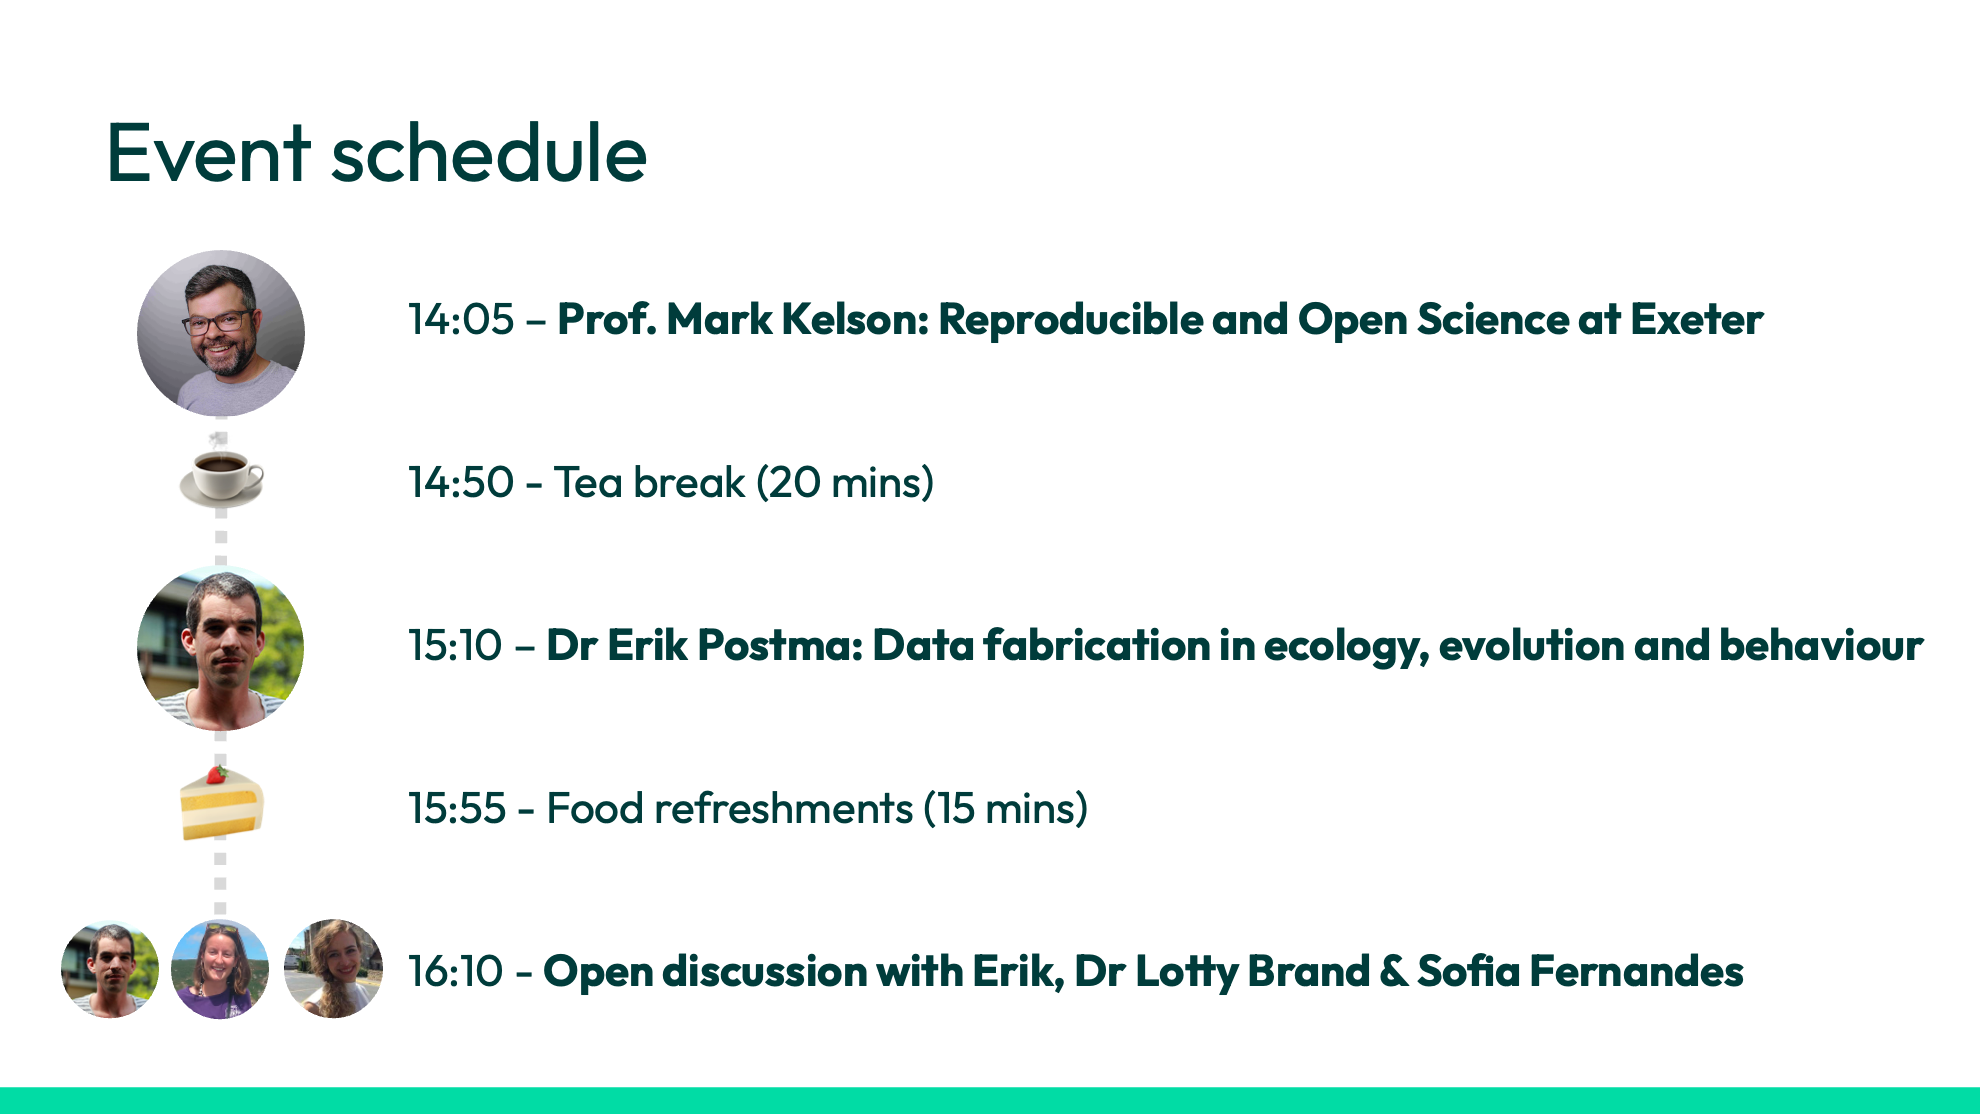 Event schedule
14:05 – Prof. Mark Kelson: Reproducible and Open Science at Exeter
14:50 - Tea break (20 mins)
15:10 – Dr Erik Postma: Data fabrication in ecology, evolution and behaviour
15:55 - Food refreshments (15 mins)
16:10 - Open discussion with Erik, Dr Lotty Brand & Sofia Fernandes